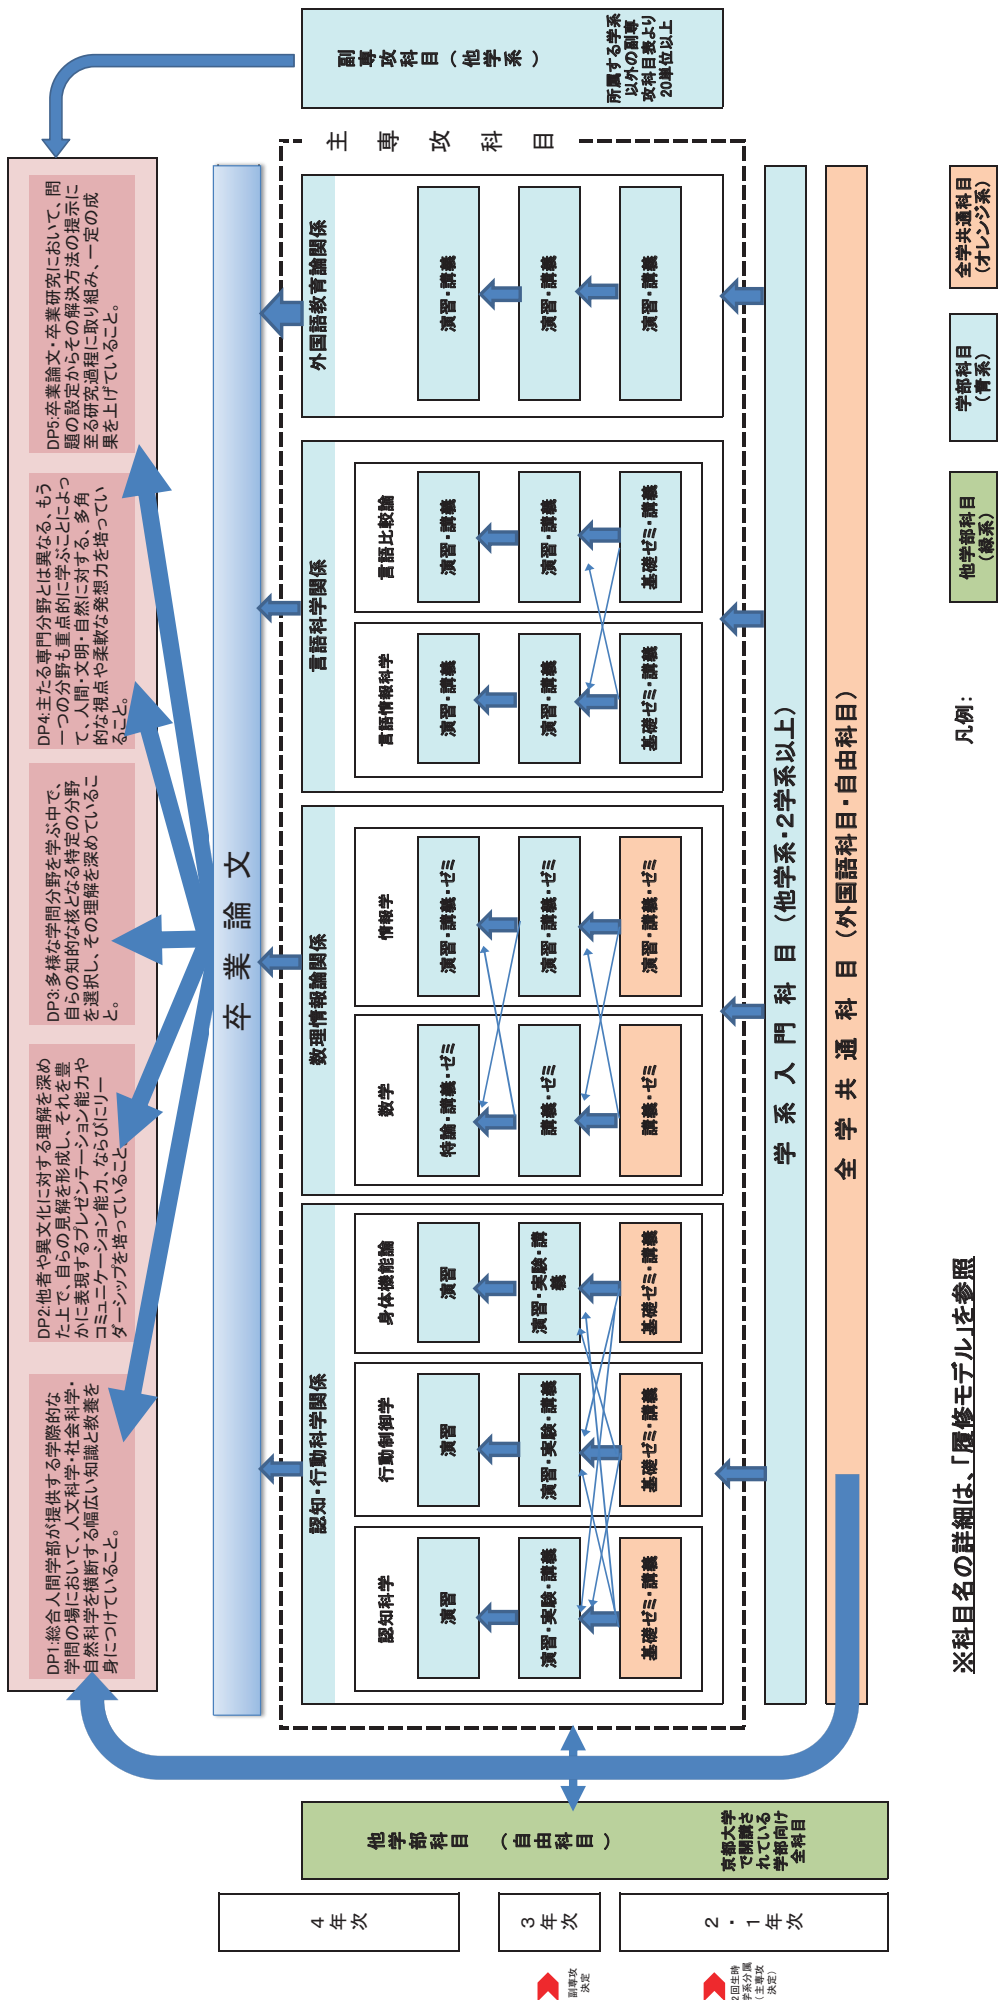 DP1:総合人間学部が提供する学際的な
学問の場において、人文科学・社会科学・
自然科学を横断する幅広い知識と教養を
身につけていること。
DP2:他者や異文化に対する理解を深め
た上で、自らの見解を形成し、それを豊
かに表現するプレゼンテーション能力や
コミュニケーション能力、ならびにリー
ダーシップを培っていること
DP3:多様な学問分野を学ぶ中で、
自らの知的な核となる特定の分野
を選択し、その理解を深めているこ
と。
DP4:主たる専門分野とは異なる、もう
一つの分野も重点的に学ぶことによっ
て、人間・文明・自然に対する、多角
的な視点や柔軟な発想力を培ってい
ること。
DP5:卒業論文・卒業研究において、問
題の設定からその解決方法の提示に
至る研究過程に取り組み、一定の成
果を上げていること。
卒 業 論 文
主 専 攻 科 目
副専攻科目(他学系)
所属する学系
以外の副専
攻科目表より
20単位以上
認知・行動科学関係
認知科学
演習
演習・実験・講義
基礎ゼミ・講義
行動制御学
演習
演習・実験・講義
基礎ゼミ・講義
身体機能論
演習
演習・実験・講
義
基礎ゼミ・講義
数理情報論関係
数学
特論・講義・ゼミ
講義・ゼミ
講義・ゼミ
情報学
演習・講義・ゼミ
演習・講義・ゼミ
演習・講義・ゼミ
言語科学関係
言語情報科学
演習・講義
演習・講義
基礎ゼミ・講義
言語比較論
演習・講義
演習・講義
基礎ゼミ・講義
外国語教育論関係
演習・講義
演習・講義
演習・講義
学 系 入 門 科 目 (他学系・2学系以上)
全 学 共 通 科 目 (外国語科目・自由科目)
他学部科目 (自由科目)
京都大学
で開講さ
れている
学部向け
全科目
4年次
3年次
2・1年次
副専攻
決定
2回生時
学系分属
(主専攻
決定)
凡例:
他学部科目
(緑系)
学部科目
(青系)
全学共通科目
(オレンジ系)
※科目名の詳細は、「履修モデル」を参照